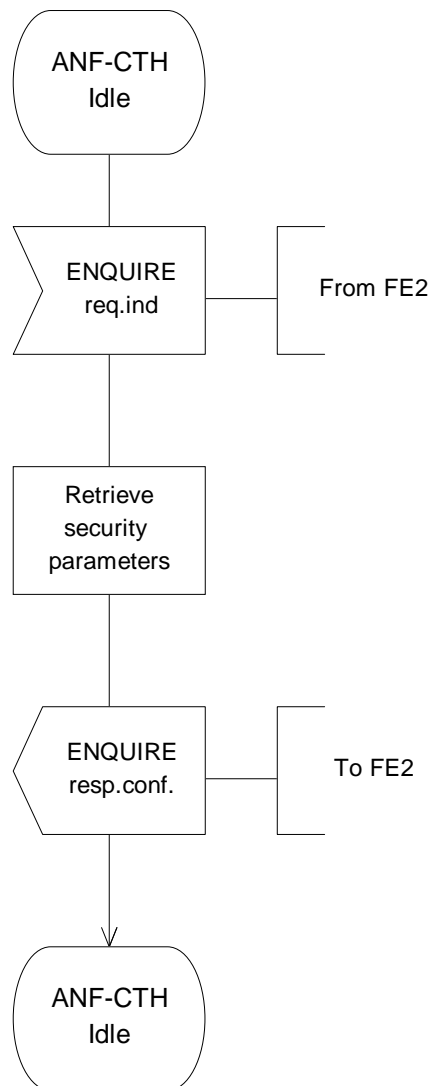 ANF-CTH
Idle
ENQUIRE
req.ind
From FE2
Retrieve
security
parameters
ENQUIRE
resp.conf.
To FE2
ANF-CTH
Idle